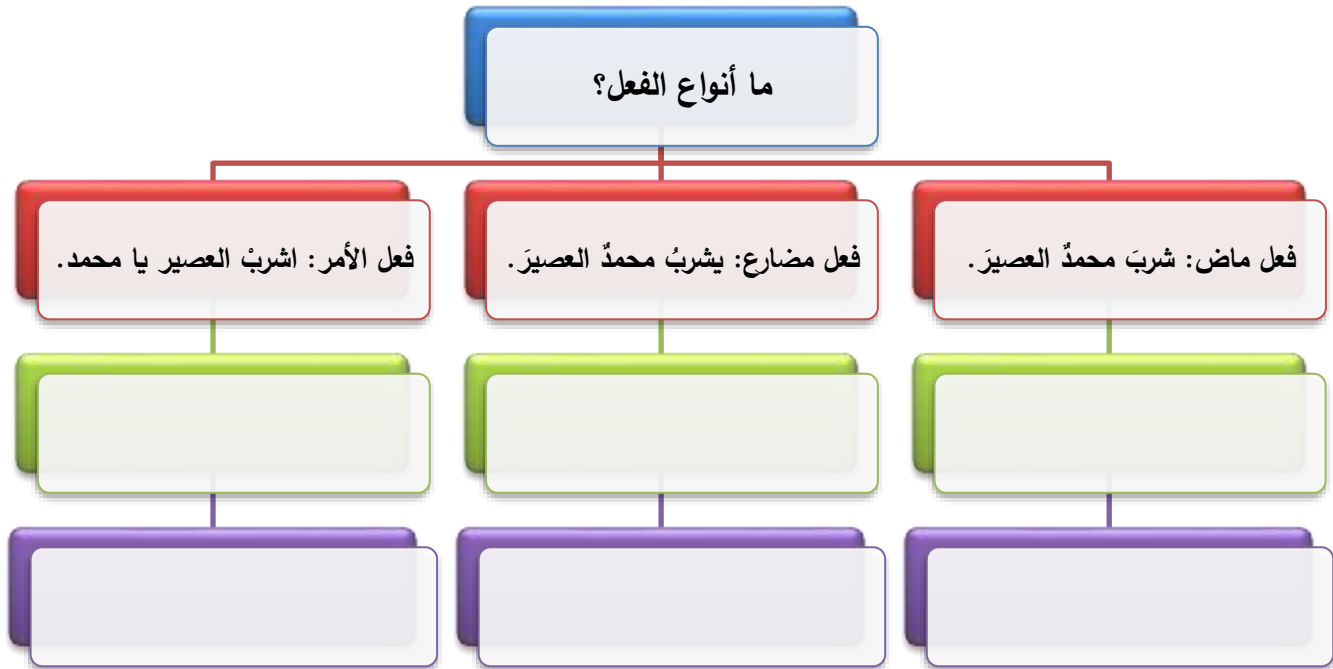 ما أنواع الفعل؟
فعل ماض: شربَ محمدٌ العصيرَ.
فعل مضارع: يشربُ محمدٌ العصيرَ.
فعل الأمر: اشربْ العصير يا محمد.